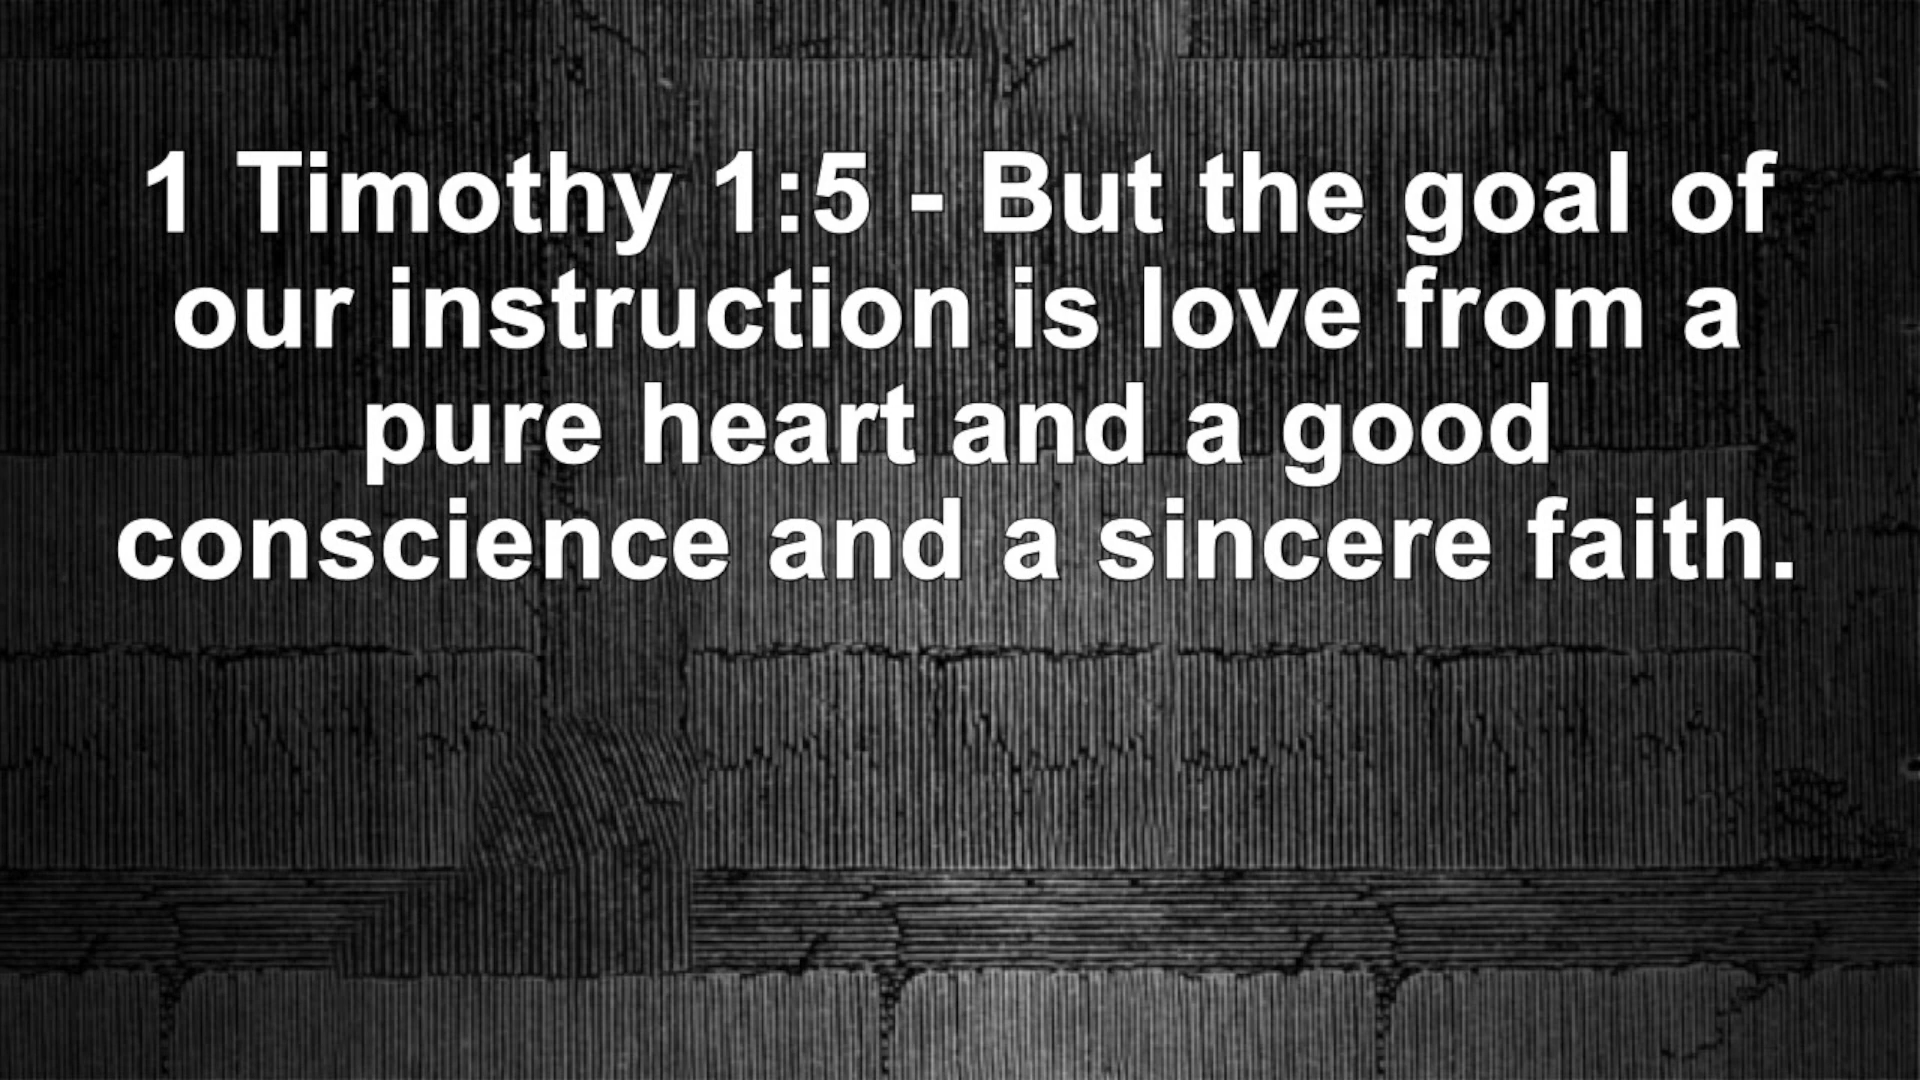 1 Timothy 1:5 - But the goal of
our instruction is love from a
pure heart and a good
conscience and a sincere faith.